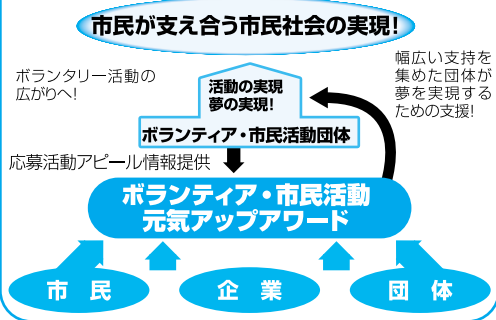 市民が支え合う市民社会の実現!
ボランタリー活動の
広がりへ!
活動の実現
夢の実現!
幅広い支持を
集めた団体が
夢を実現する
ための支援!
ボランティア・市民活動団体
応募活動アピール情報提供
ボランティア・市民活動
元気アップアワード
市 民
企 業
団 体